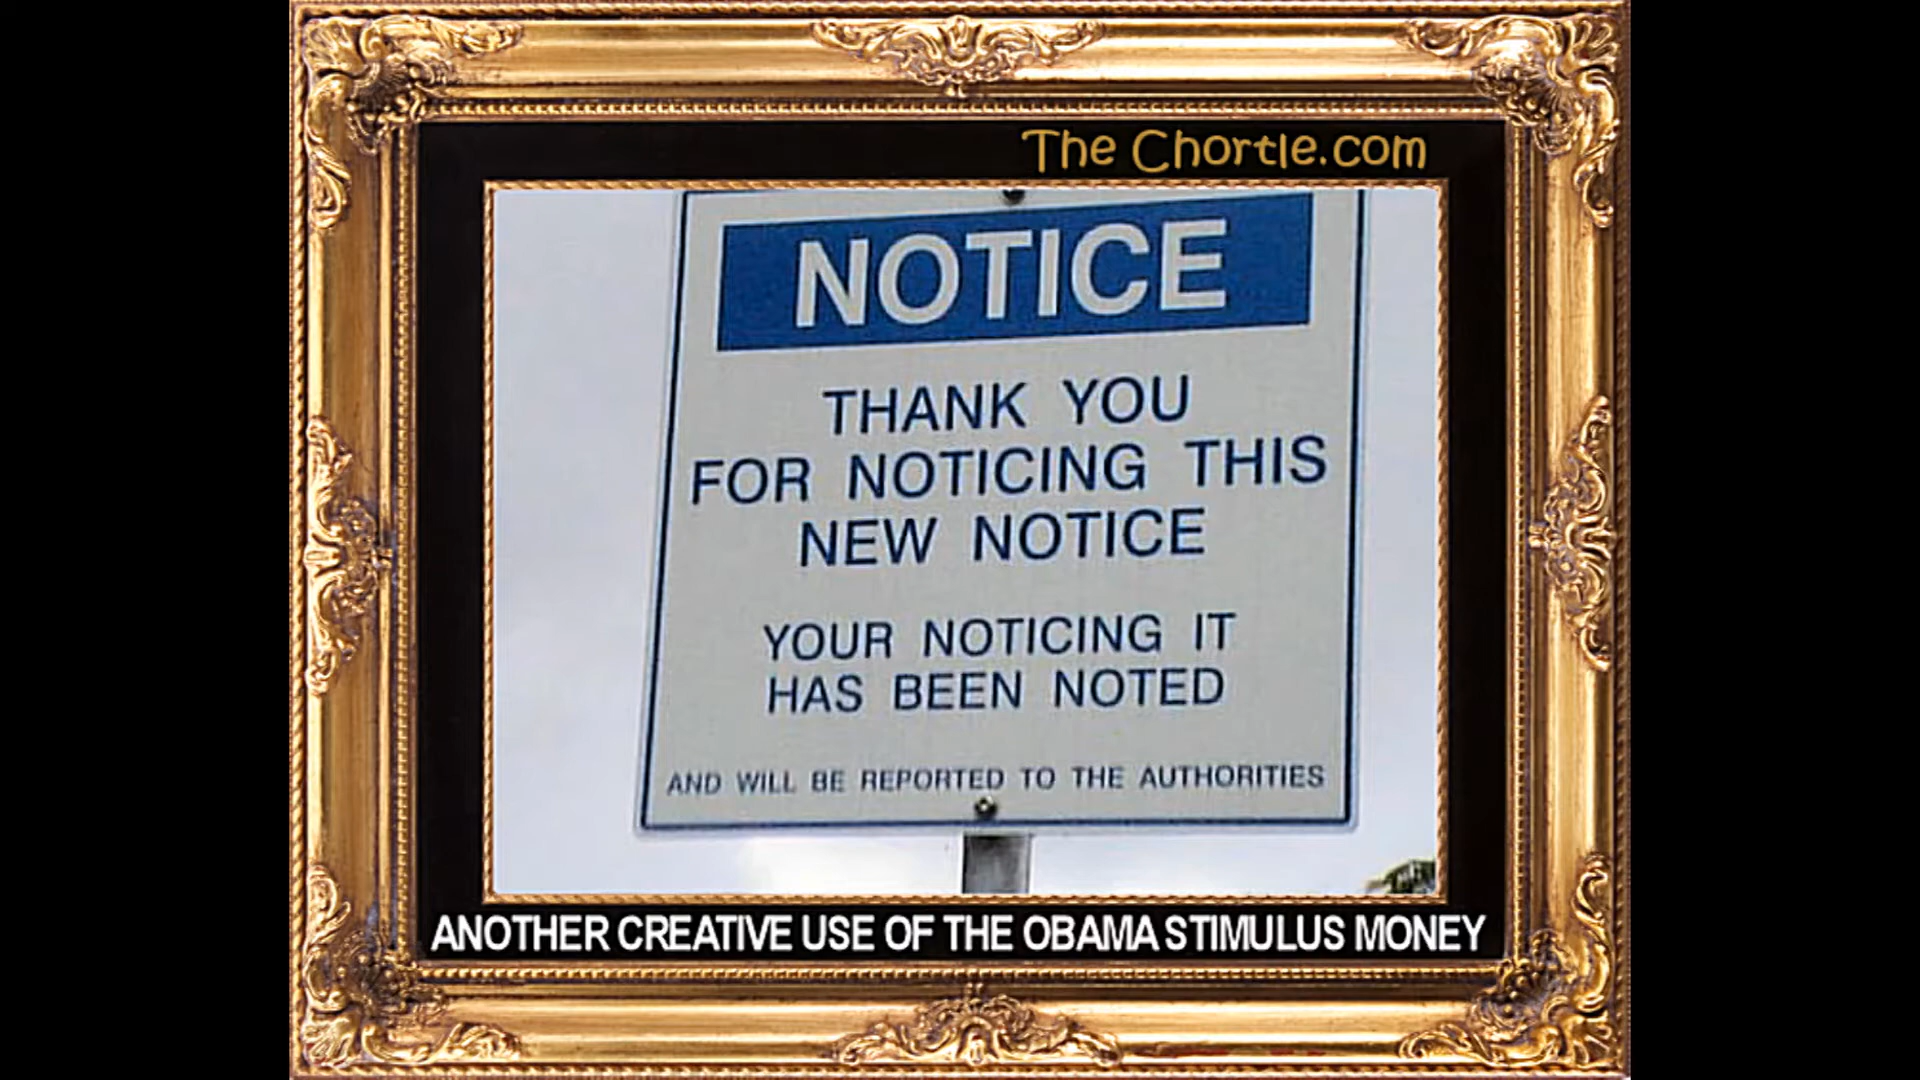 The Chortle.com
NOTICE
THANK YOU
FOR NOTICING THIS
NEW NOTICE
YOUR NOTICING IT
HAS BEEN NOTED
AND WILL BE REPORTED TO THE AUTHORITIES
ANOTHER CREATIVE USE OF THE OBAMA STIMULUS MONEY